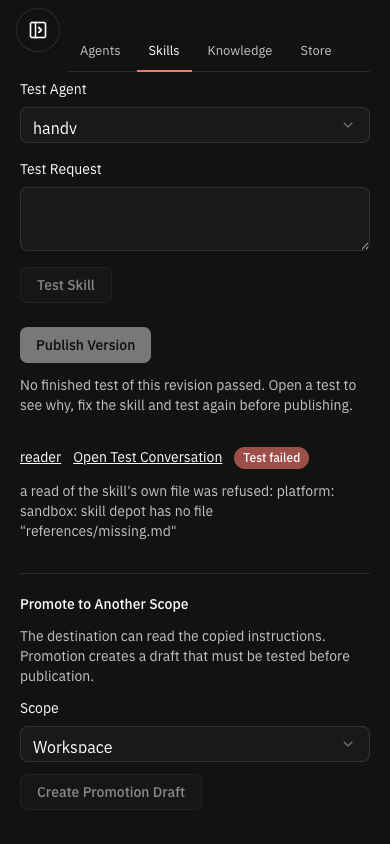 Agents Skills Knowledge Store
Test Agent
handy
Test Request
Test Skill
Publish Version
No finished test of this revision passed. Open a test to
see why, fix the skill and test again before publishing.
reader Open Test Conversation Test failed
a read of the skill's own file was refused: platform:
sandbox: skill depot has no file
"references/missing.md"
Promote to Another Scope
The destination can read the copied instructions.
Promotion creates a draft that must be tested before
publication.
Scope
Workspace
Create Promotion Draft